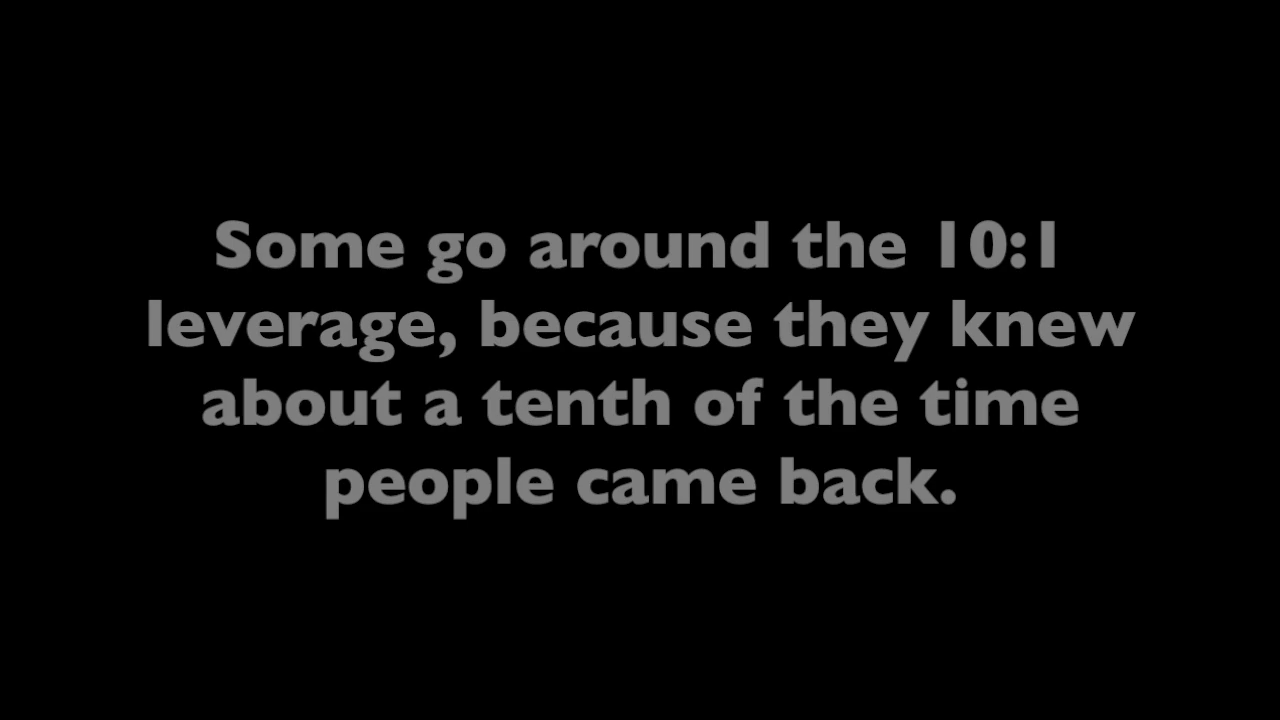 Some go around the 10:1
leverage, because they knew
about a tenth of the time
people came back.